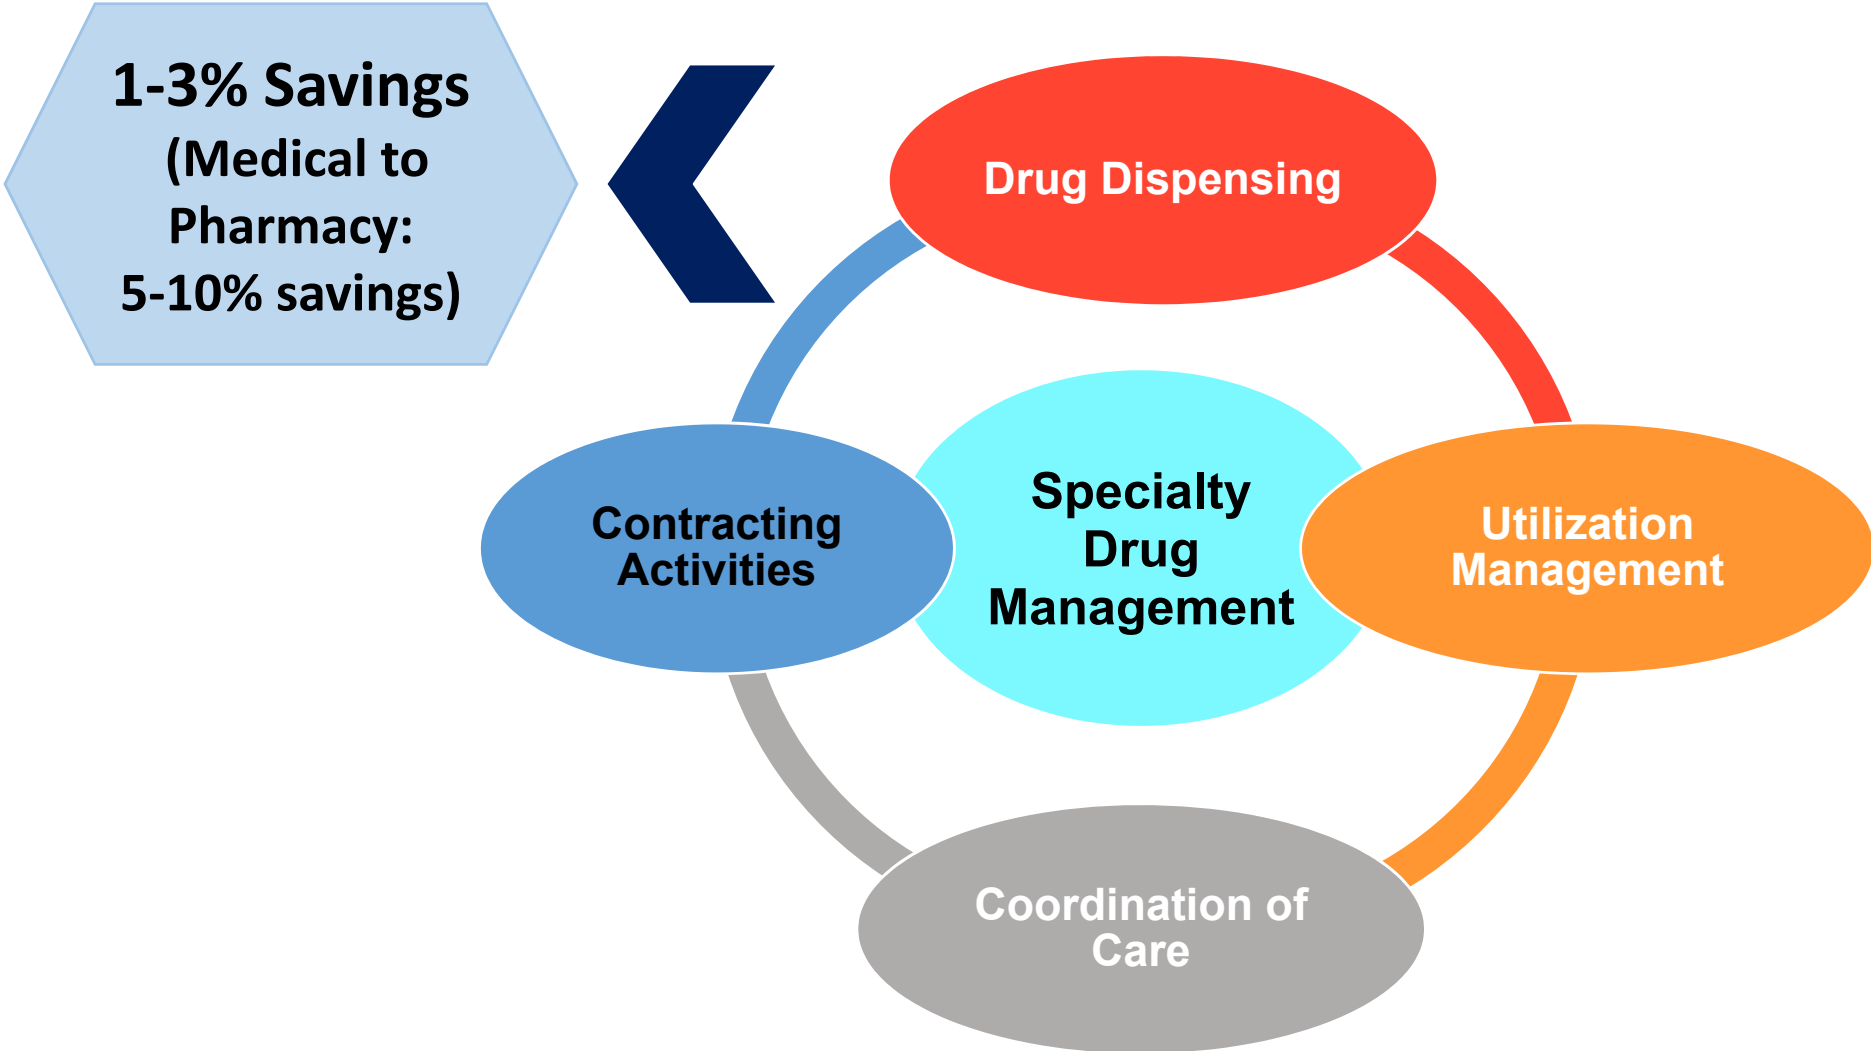 1-3% Savings
(Medical to
Pharmacy:
5-10% savings)
Drug Dispensing
Contracting
Activities
Specialty
Drug
Management
Utilization
Management
Coordination of
Care